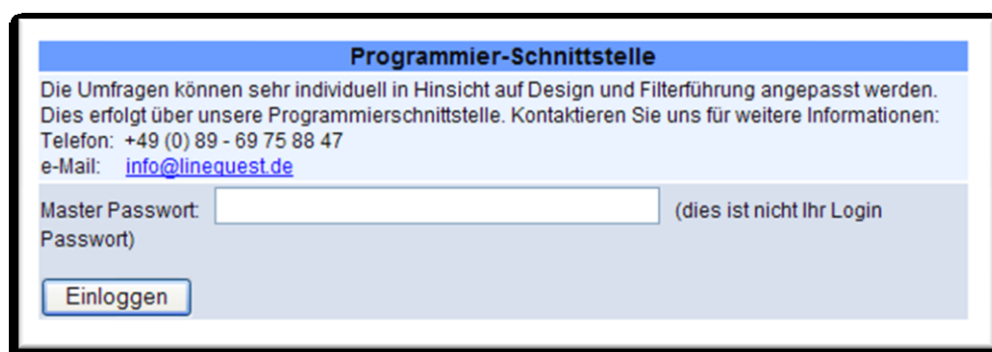 Programmier-Schnittstelle
Die Umfragen können sehr individuell in Hinsicht auf Design und Filterführung angepasst werden.
Dies erfolgt über unsere Programmierschnittstelle. Kontaktieren Sie uns für weitere Informationen:
Telefon: +49 (0) 89 - 69 75 88 47
e-Mail: info@linequest.de
Master Passwort: (dies ist nicht Ihr Login
Passwort)
Einloggen